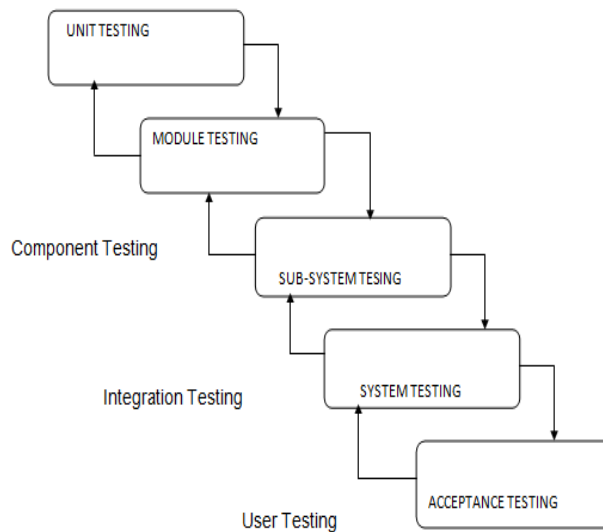 UNIT TESTING
MODULE TESTING
Component Testing
SUB-SYSTEM TESING
Integration Testing
SYSTEM TESTING
ACCEPTANCE TESTING
User Testing